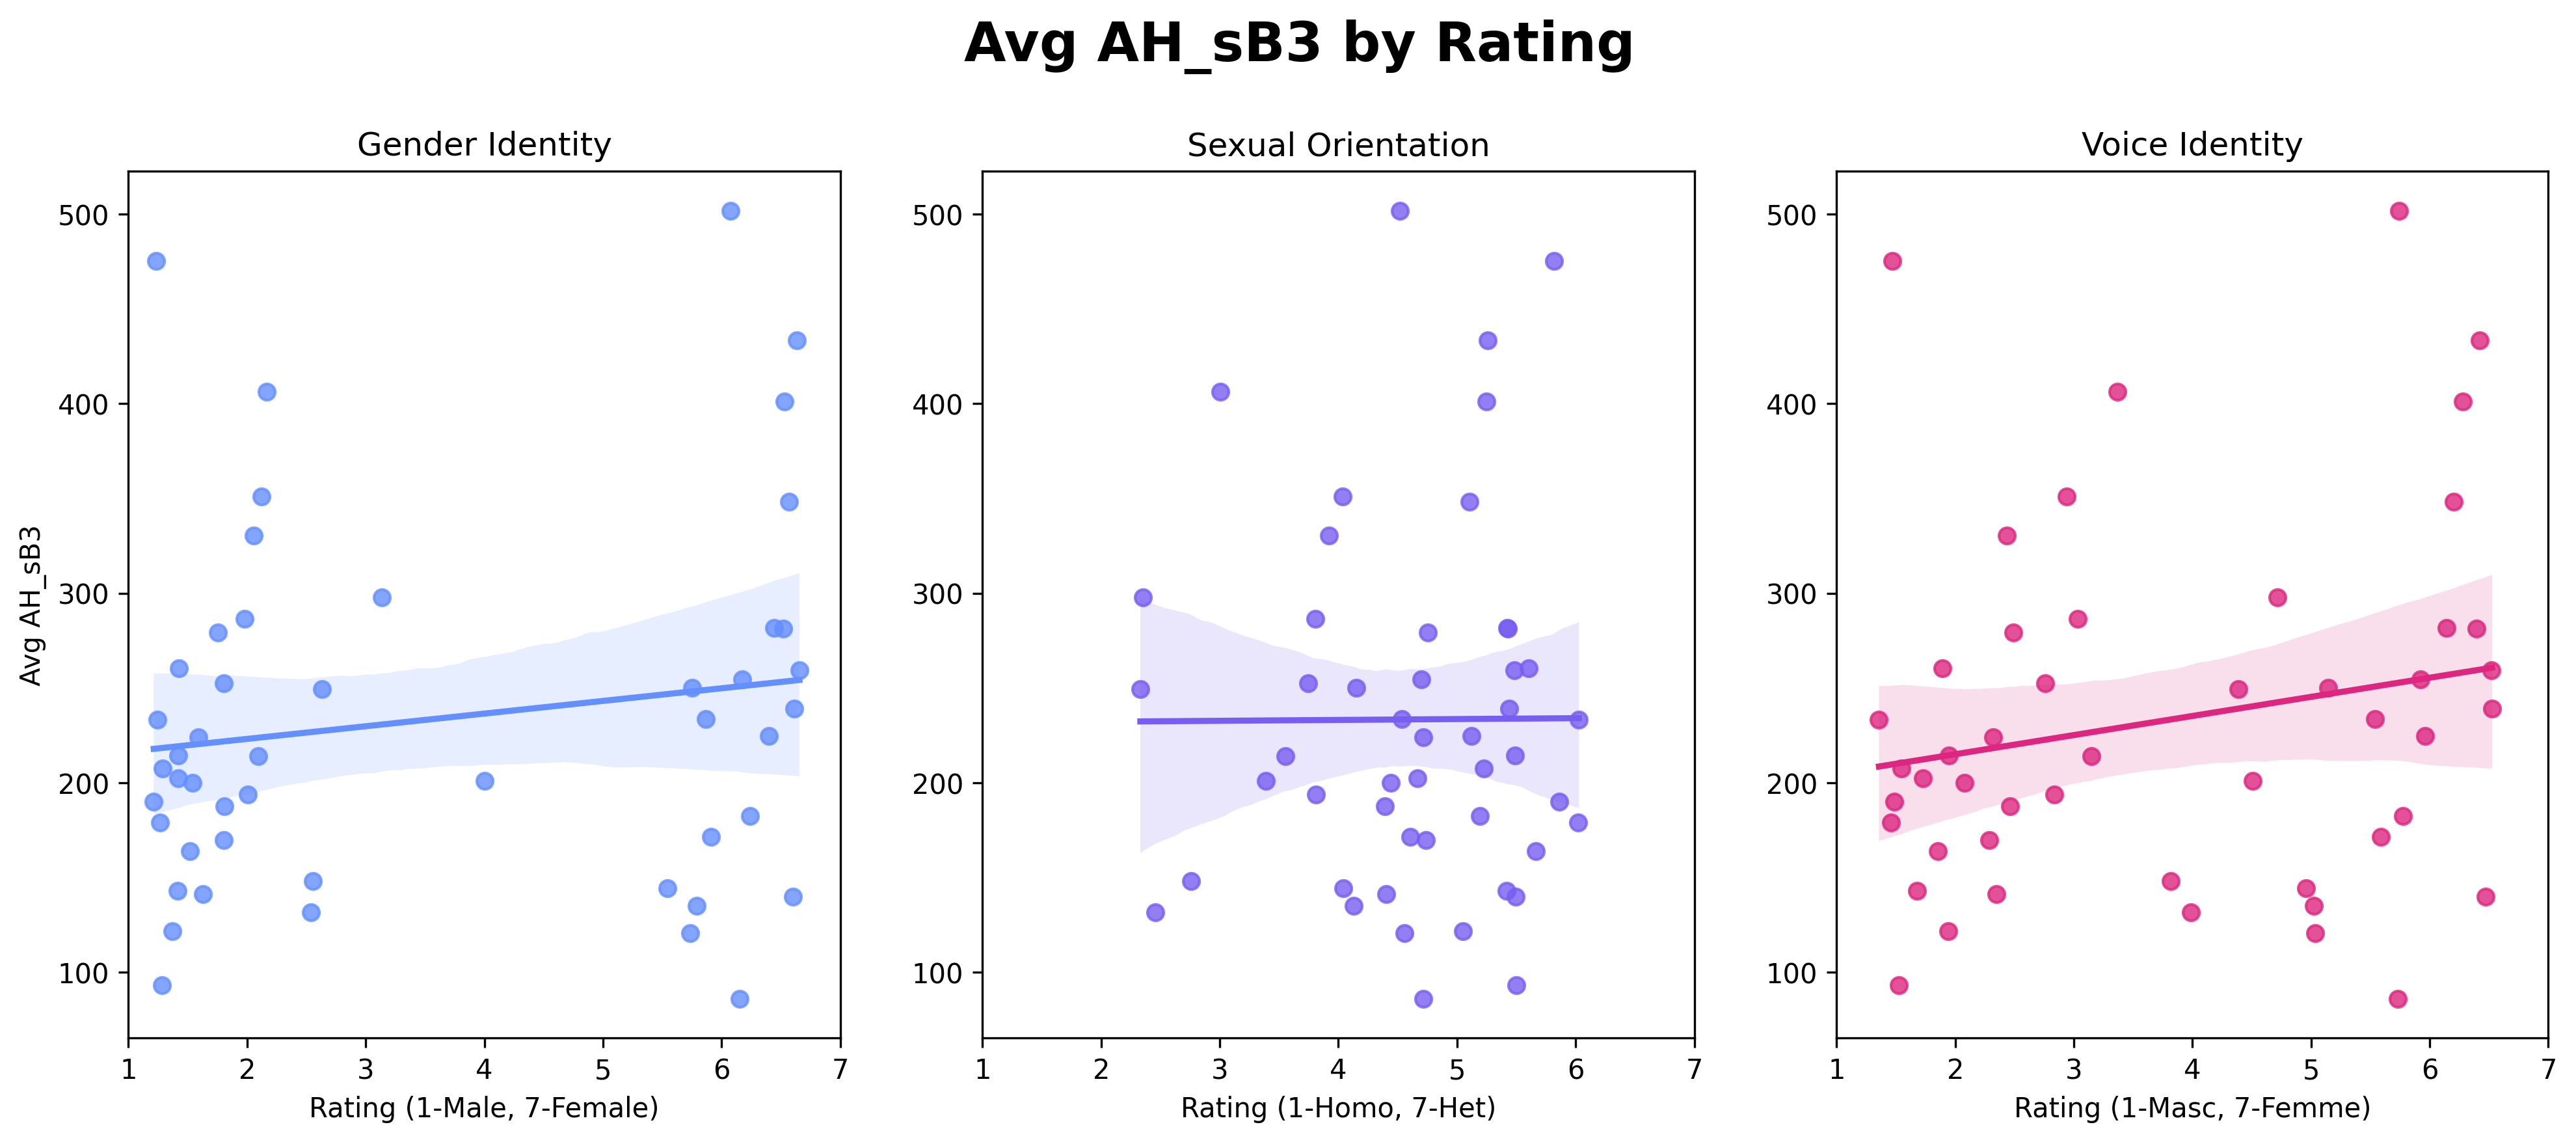 Avg AH_sB3 by Rating
Gender Identity
Sexual Orientation
Voice Identity
Avg AH_sB3
500
400
300
200
100
1 2 3 4 5 6 7
Rating (1-Male, 7-Female)
500
400
300
200
100
1 2 3 4 5 6 7
Rating (1-Homo, 7-Het)
500
400
300
200
100
1 2 3 4 5 6 7
Rating (1-Masc, 7-Femme)